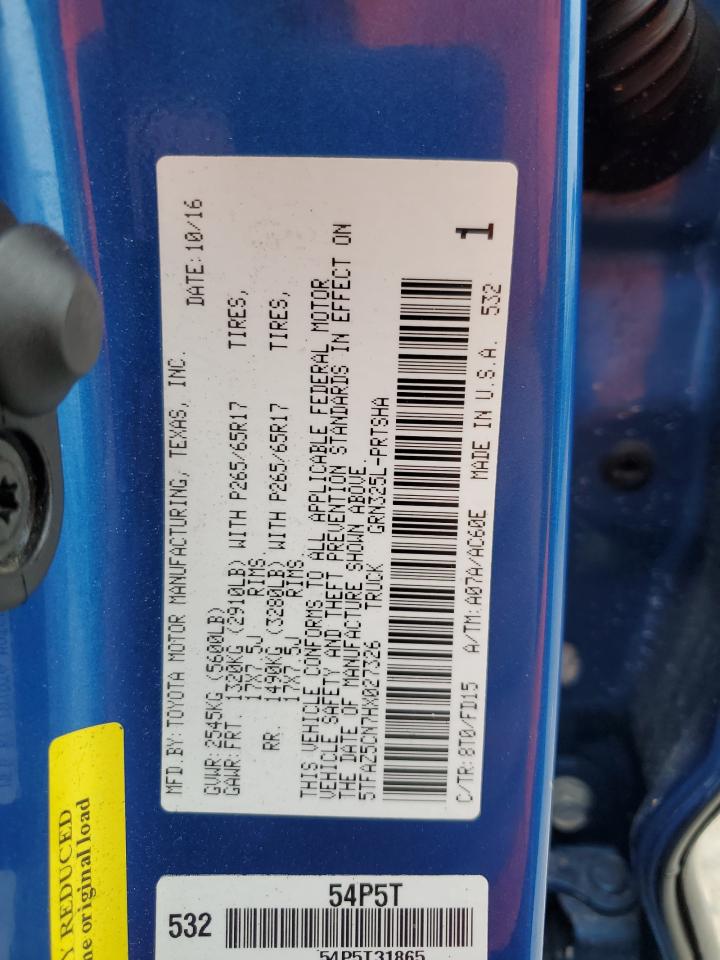 MFD.BY: TOYOTA MOTOR MANUFACTURING, TEXAS, INC. DATE: 10/16
GVWR: 2545KG (5600LB)
GAWR: FRT. 1320KG (2910LB) WITH P265/65R17 TIRES,
17X7.5J RIMS
RR. 1490KG (3280LB) WITH P265/65R17 TIRES,
17X7.5J RIMS
THIS VEHICLE CONFORMS TO ALL APPLICABLE FEDERAL MOTOR
VEHICLE SAFETY AND THEFT PREVENTION STANDARDS IN EFFECT ON
THE DATE OF MANUFACTURE SHOWN ABOVE.
5TFAZ5CN7HX027326 TRUCK GRN325L-PRTSHA
C/TR: 8T0/FD15 A/TM: A07A/AC60E MADE IN U.S.A. 532
1
Y REDUCED
original load
54P5T
532
54P5T31865